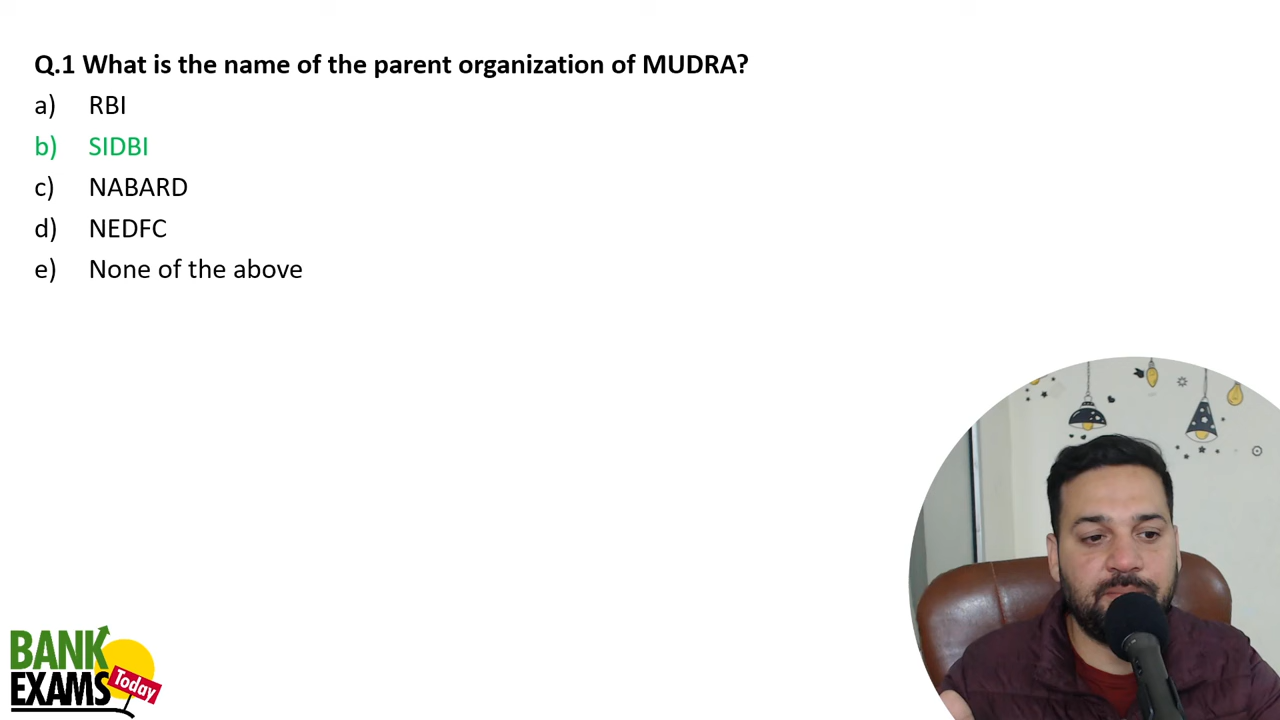 Q.1 What is the name of the parent organization of MUDRA?
a) RBI
b) SIDBI
c) NABARD
d) NEDFC
e) None of the above
BANK
EXAMS
Today